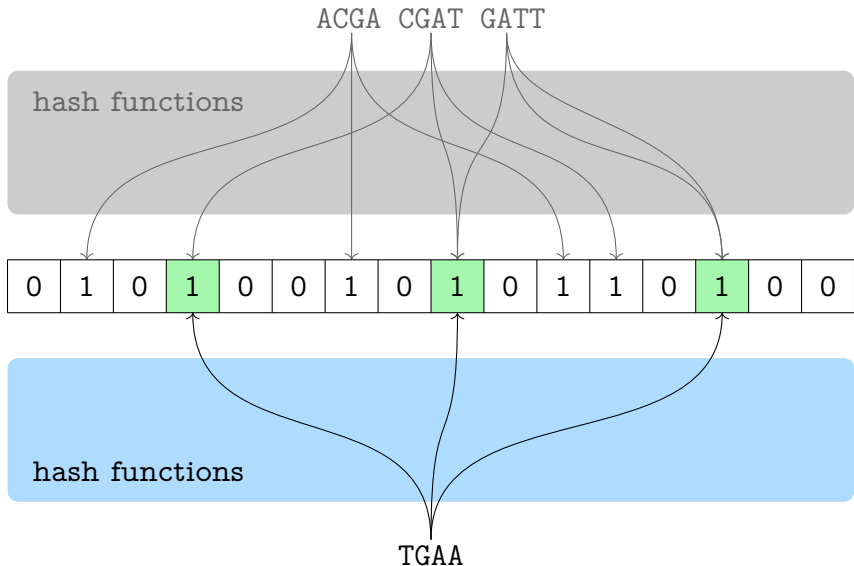 ACGA CGAT GATT
hash functions
0 1 0 1 0 0 1 0 1 0 1 1 0 1 0 0
hash functions
TGAA